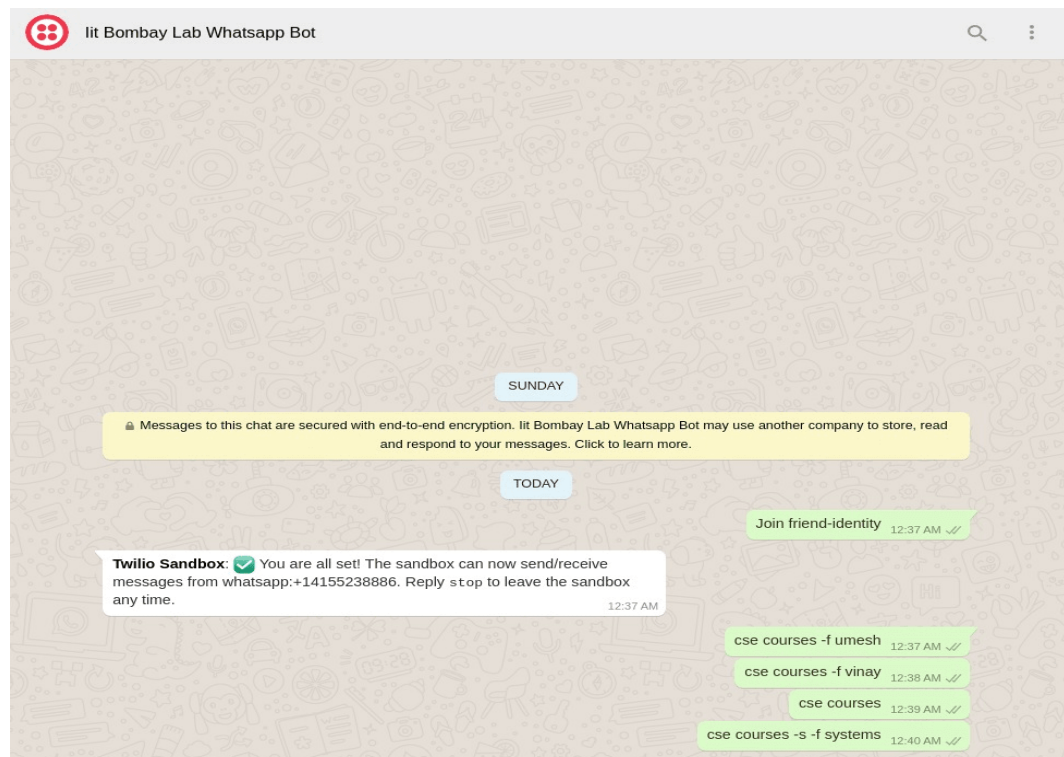 Iit Bombay Lab Whatsapp Bot
SUNDAY
Messages to this chat are secured with end-to-end encryption. Iit Bombay Lab Whatsapp Bot may use another company to store, read
and respond to your messages. Click to learn more.
TODAY
Join friend-identity 12:37 AM
Twilio Sandbox: ✅ You are all set! The sandbox can now send/receive
messages from whatsapp:+14155238886. Reply stop to leave the sandbox
any time. 12:37 AM
cse courses -f umesh 12:37 AM
cse courses -f vinay 12:38 AM
cse courses 12:39 AM
cse courses -s -f systems 12:40 AM